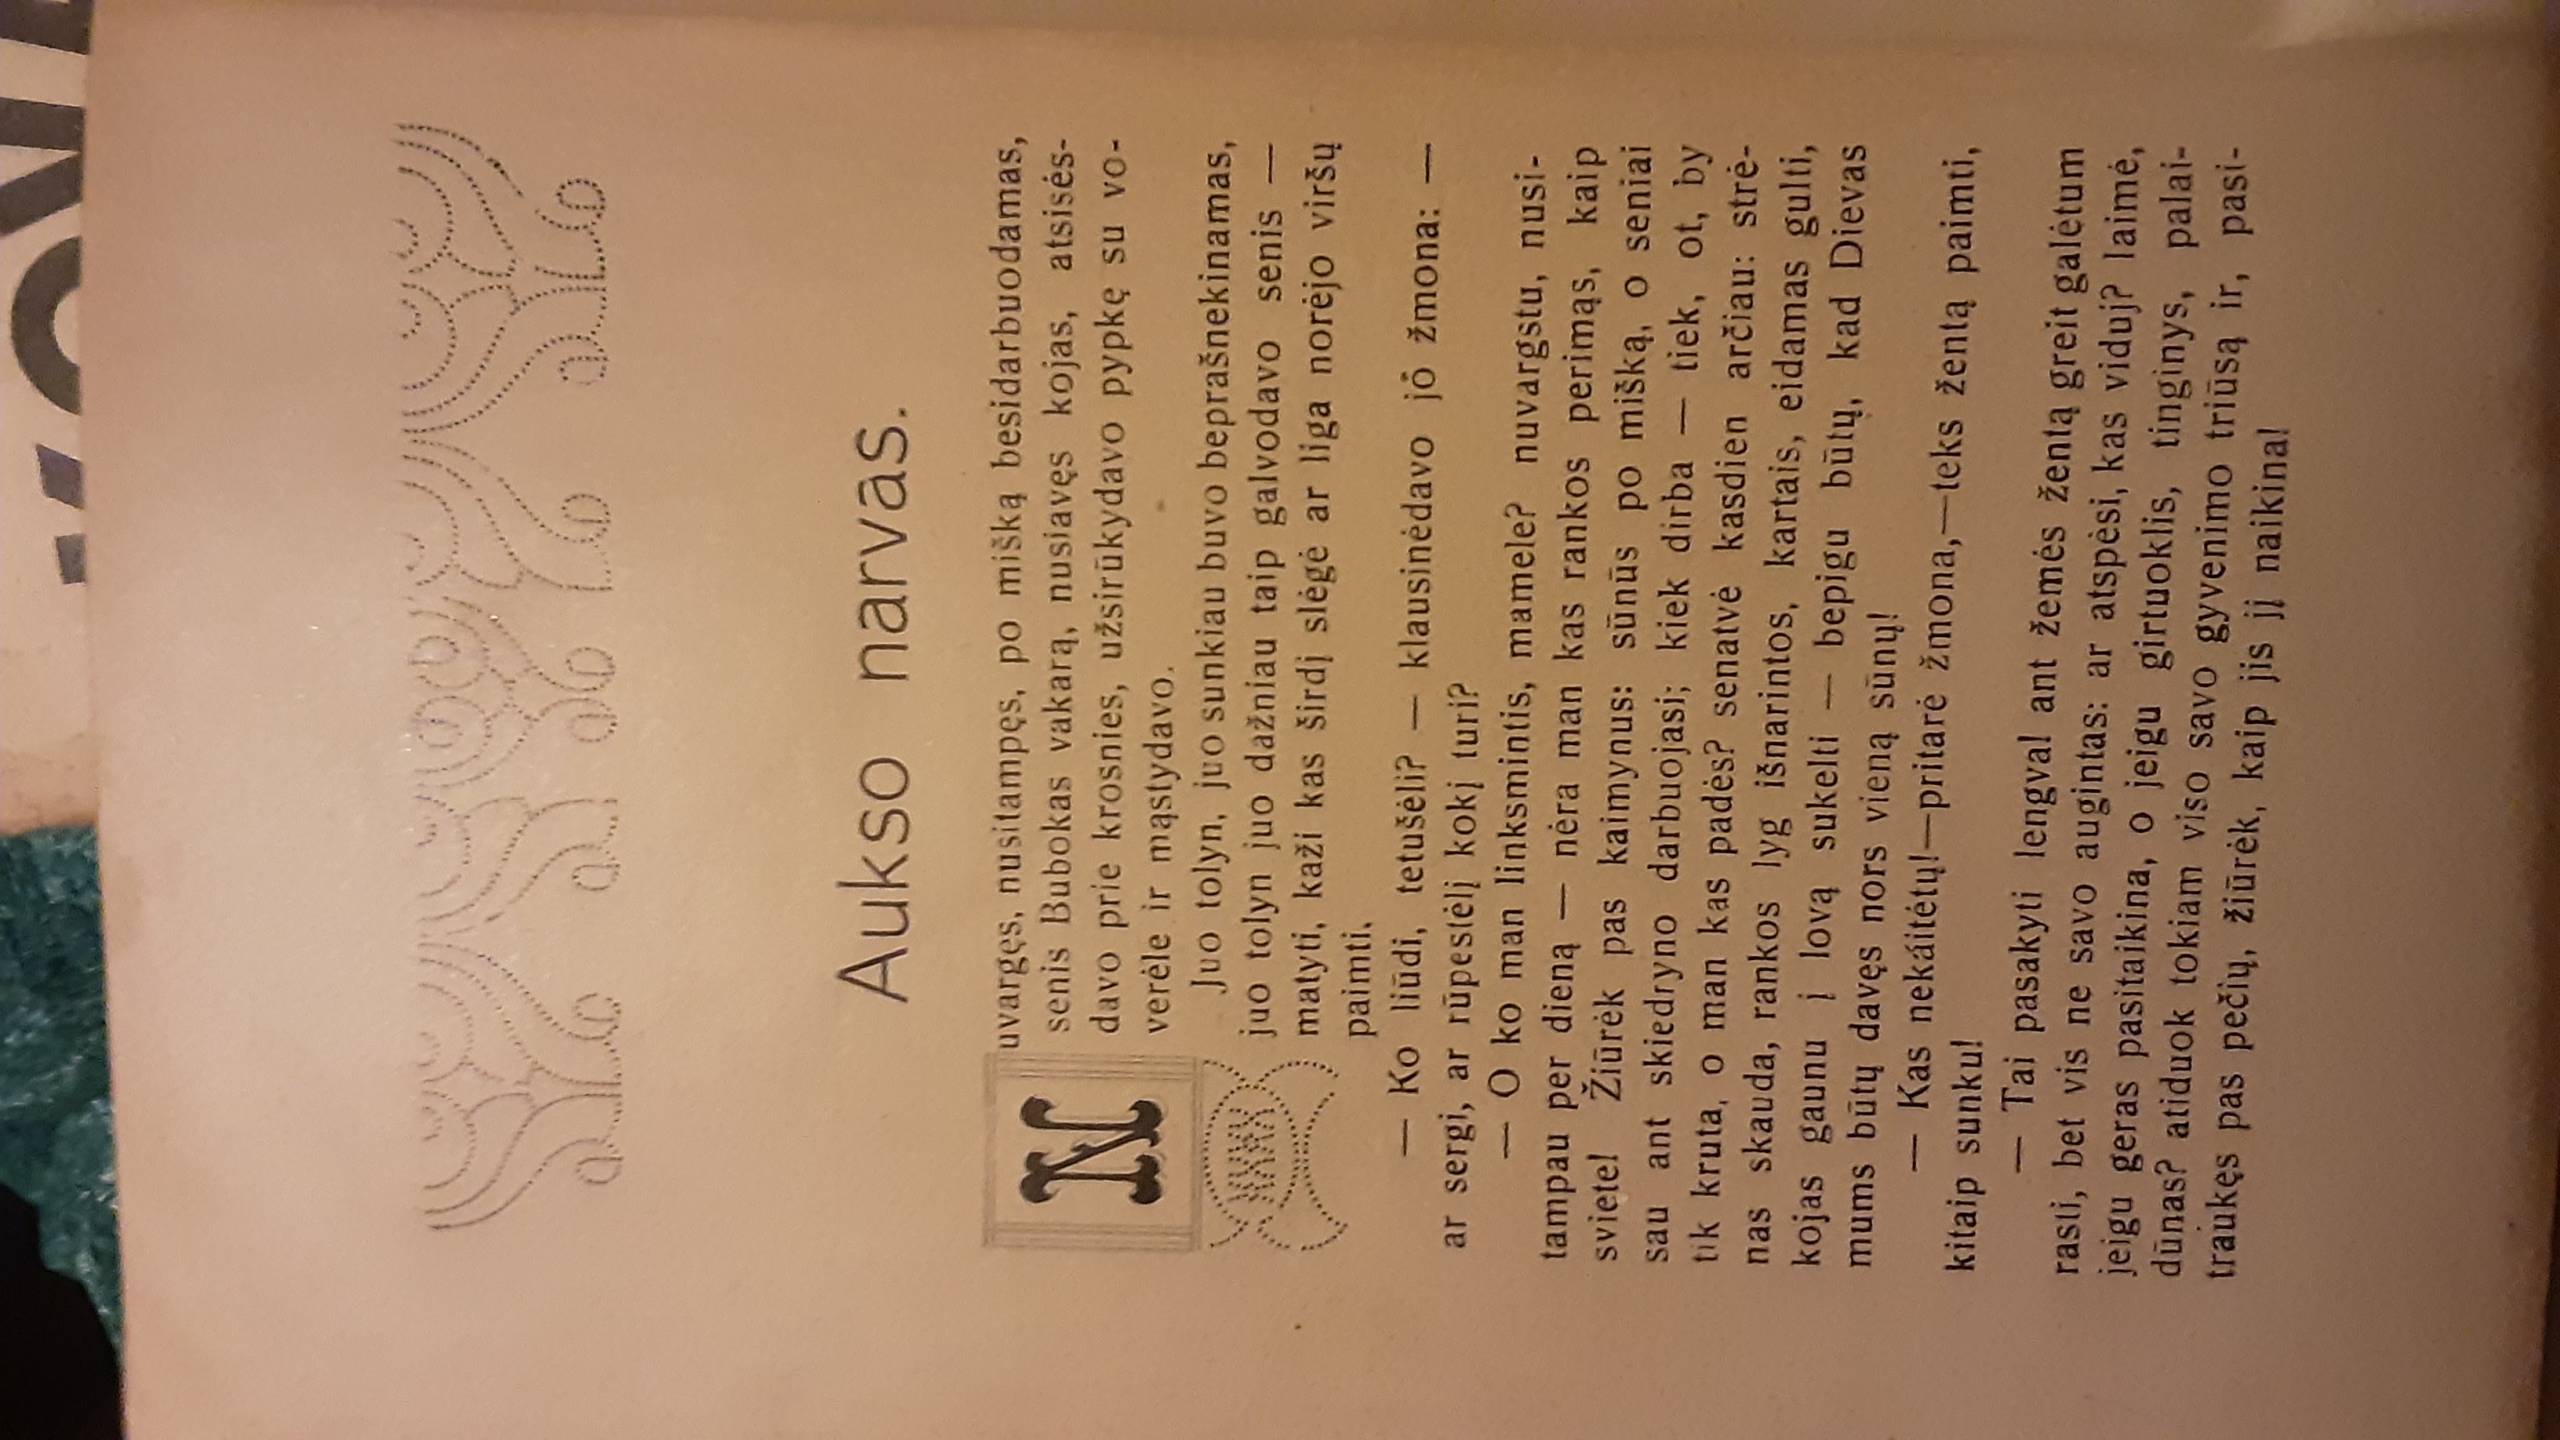 Aukso narvas.
Nuvargęs, nusitampęs, po mišką besidarbuodamas,
senis Bubokas vakarą, nusiavęs kojas, atsisės-
davo prie krosnies, užsirūkydavo pypkę su vo-
verėle ir mąstydavo.
Juo tolyn, juo sunkiau buvo beprašnekinamas,
juo tolyn juo dažniau taip galvodavo senis —
matyti, kaži kas širdį slėgė ar liga norėjo viršų
paimti.
— Ko liūdi, tetušėli? — klausinėdavo jô žmona: —
ar sergi, ar rūpestėlį kokį turi?
— O ko man linksmintis, mamele? nuvargstu, nusi-
tampau per dieną — nėra man kas rankos perimąs, kaip
svietel Žiūrėk pas kaimynus: sūnūs po mišką, o seniai
sau ant skiedryno darbuojasi; kiek dirba — tiek, ot, by
tik kruta, o man kas padės? senatvė kasdien arčiau: strė-
nas skauda, rankos lyg išnarintos, kartais, eidamas gulti,
kojas gaunu į lovą sukelti — bepigu būtų, kad Dievas
mums būtų davęs nors vieną sūnų!
— Kas nekáitėtų!—pritarė žmona,—teks žentą paimti,
kitaip sunku!
— Tai pasakyti lengval ant žemės žentą greit galėtum
rasti, bet vis ne savo augintas: ar atspėsi, kas viduj? laimė,
jeigu geras pasitaikina, o jeigu girtuoklis, tinginys, palai-
dūnas? atiduok tokiam viso savo gyvenimo triūsą ir, pasi-
traukęs pas pečių, žiūrėk, kaip jis jį naikina!